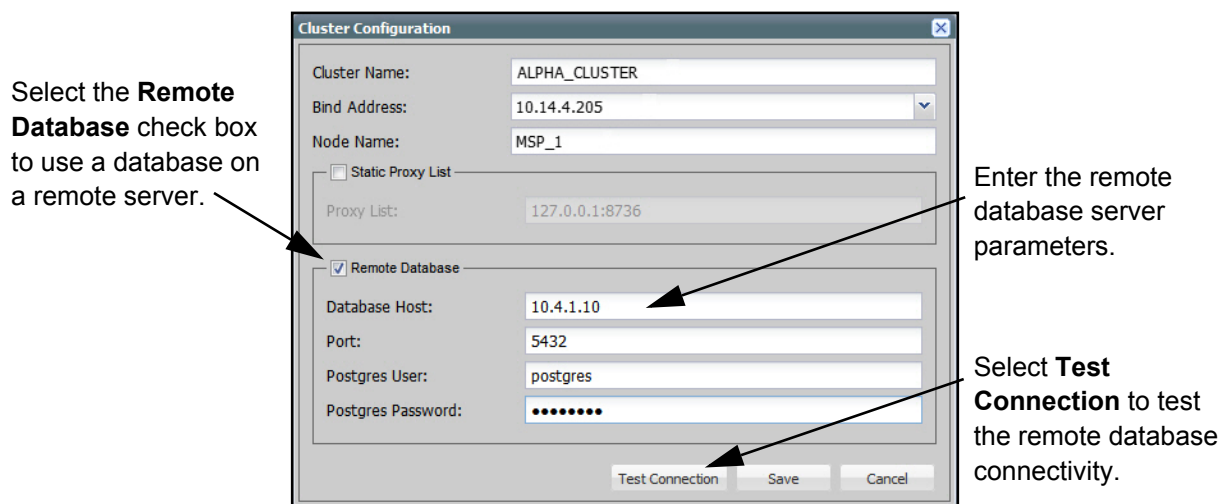 Cluster Configuration
Cluster Name: ALPHA_CLUSTER
Bind Address: 10.14.4.205
Node Name: MSP_1
Static Proxy List
Proxy List: 127.0.0.1:8736
Remote Database
Database Host: 10.4.1.10
Port: 5432
Postgres User: postgres
Postgres Password: ••••••••
Test Connection Save Cancel
Select the Remote
Database check box
to use a database on
a remote server.
Enter the remote
database server
parameters.
Select Test
Connection to test
the remote database
connectivity.